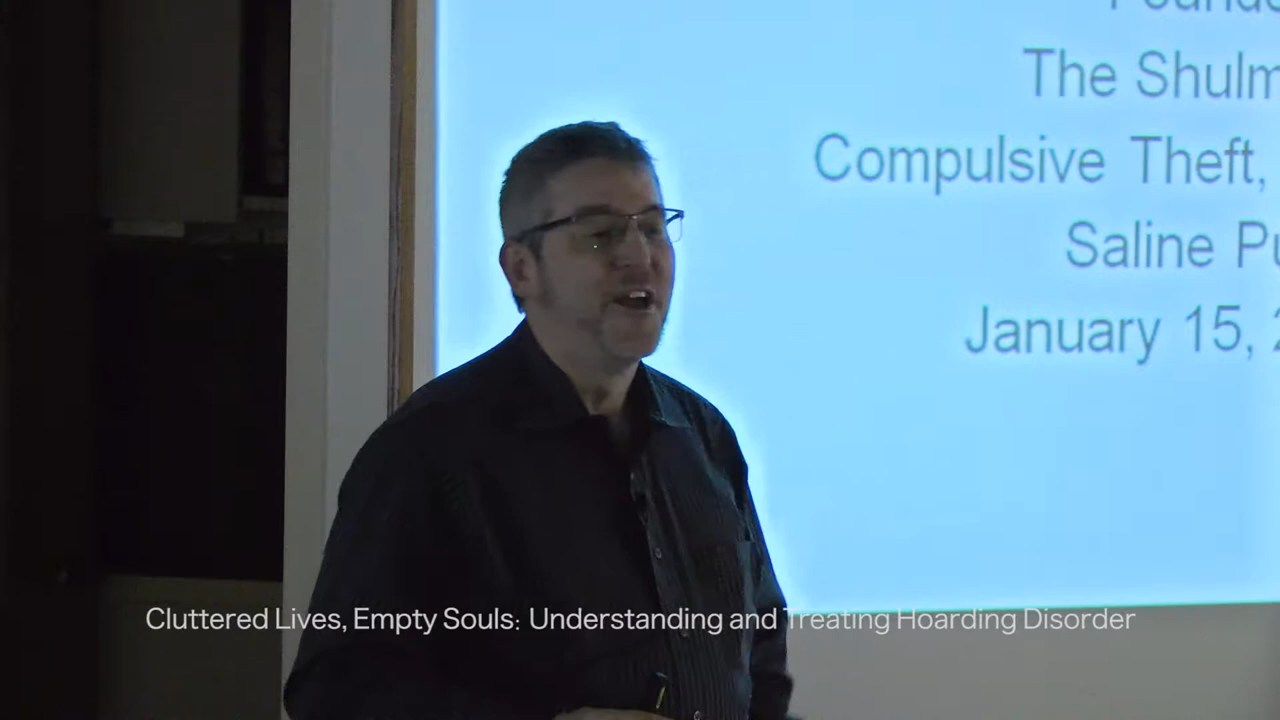 The Shulm
Compulsive Theft,
Saline Pu
January 15,
Cluttered Lives, Empty Souls: Understanding and Treating Hoarding Disorder